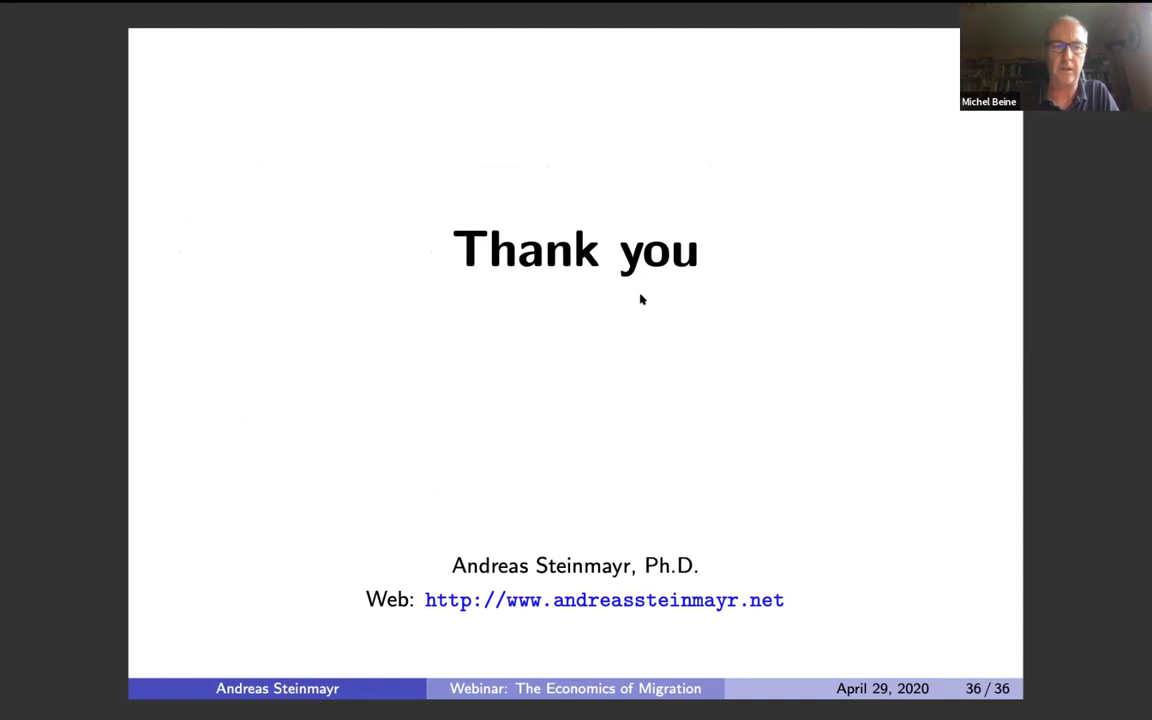 Michel Beine
Thank you
Andreas Steinmayr, Ph.D.
Web: http://www.andreassteinmayr.net
Andreas Steinmayr Webinar: The Economics of Migration April 29, 2020 36 / 36